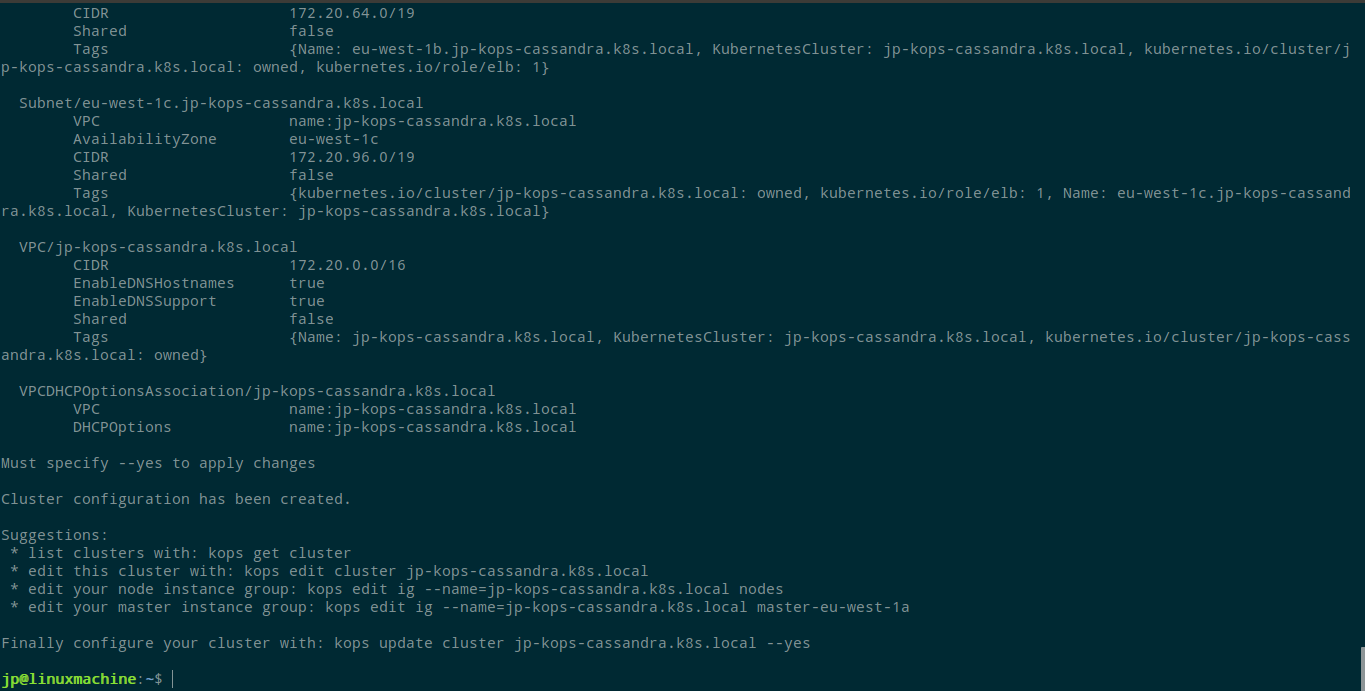 CIDR                    172.20.64.0/19
        Shared                  false
        Tags                    {Name: eu-west-1b.jp-kops-cassandra.k8s.local, KubernetesCluster: jp-kops-cassandra.k8s.local, kubernetes.io/cluster/j
p-kops-cassandra.k8s.local: owned, kubernetes.io/role/elb: 1}

  Subnet/eu-west-1c.jp-kops-cassandra.k8s.local
        VPC                     name:jp-kops-cassandra.k8s.local
        AvailabilityZone        eu-west-1c
        CIDR                    172.20.96.0/19
        Shared                  false
        Tags                    {kubernetes.io/cluster/jp-kops-cassandra.k8s.local: owned, kubernetes.io/role/elb: 1, Name: eu-west-1c.jp-kops-cassand
ra.k8s.local, KubernetesCluster: jp-kops-cassandra.k8s.local}

  VPC/jp-kops-cassandra.k8s.local
        CIDR                    172.20.0.0/16
        EnableDNSHostnames      true
        EnableDNSSupport        true
        Shared                  false
        Tags                    {Name: jp-kops-cassandra.k8s.local, KubernetesCluster: jp-kops-cassandra.k8s.local, kubernetes.io/cluster/jp-kops-cass
andra.k8s.local: owned}

  VPCDHCPOptionsAssociation/jp-kops-cassandra.k8s.local
        VPC                     name:jp-kops-cassandra.k8s.local
        DHCPOptions             name:jp-kops-cassandra.k8s.local

Must specify --yes to apply changes

Cluster configuration has been created.

Suggestions:
 * list clusters with: kops get cluster
 * edit this cluster with: kops edit cluster jp-kops-cassandra.k8s.local
 * edit your node instance group: kops edit ig --name=jp-kops-cassandra.k8s.local nodes
 * edit your master instance group: kops edit ig --name=jp-kops-cassandra.k8s.local master-eu-west-1a

Finally configure your cluster with: kops update cluster jp-kops-cassandra.k8s.local --yes

jp@linuxmachine:~$